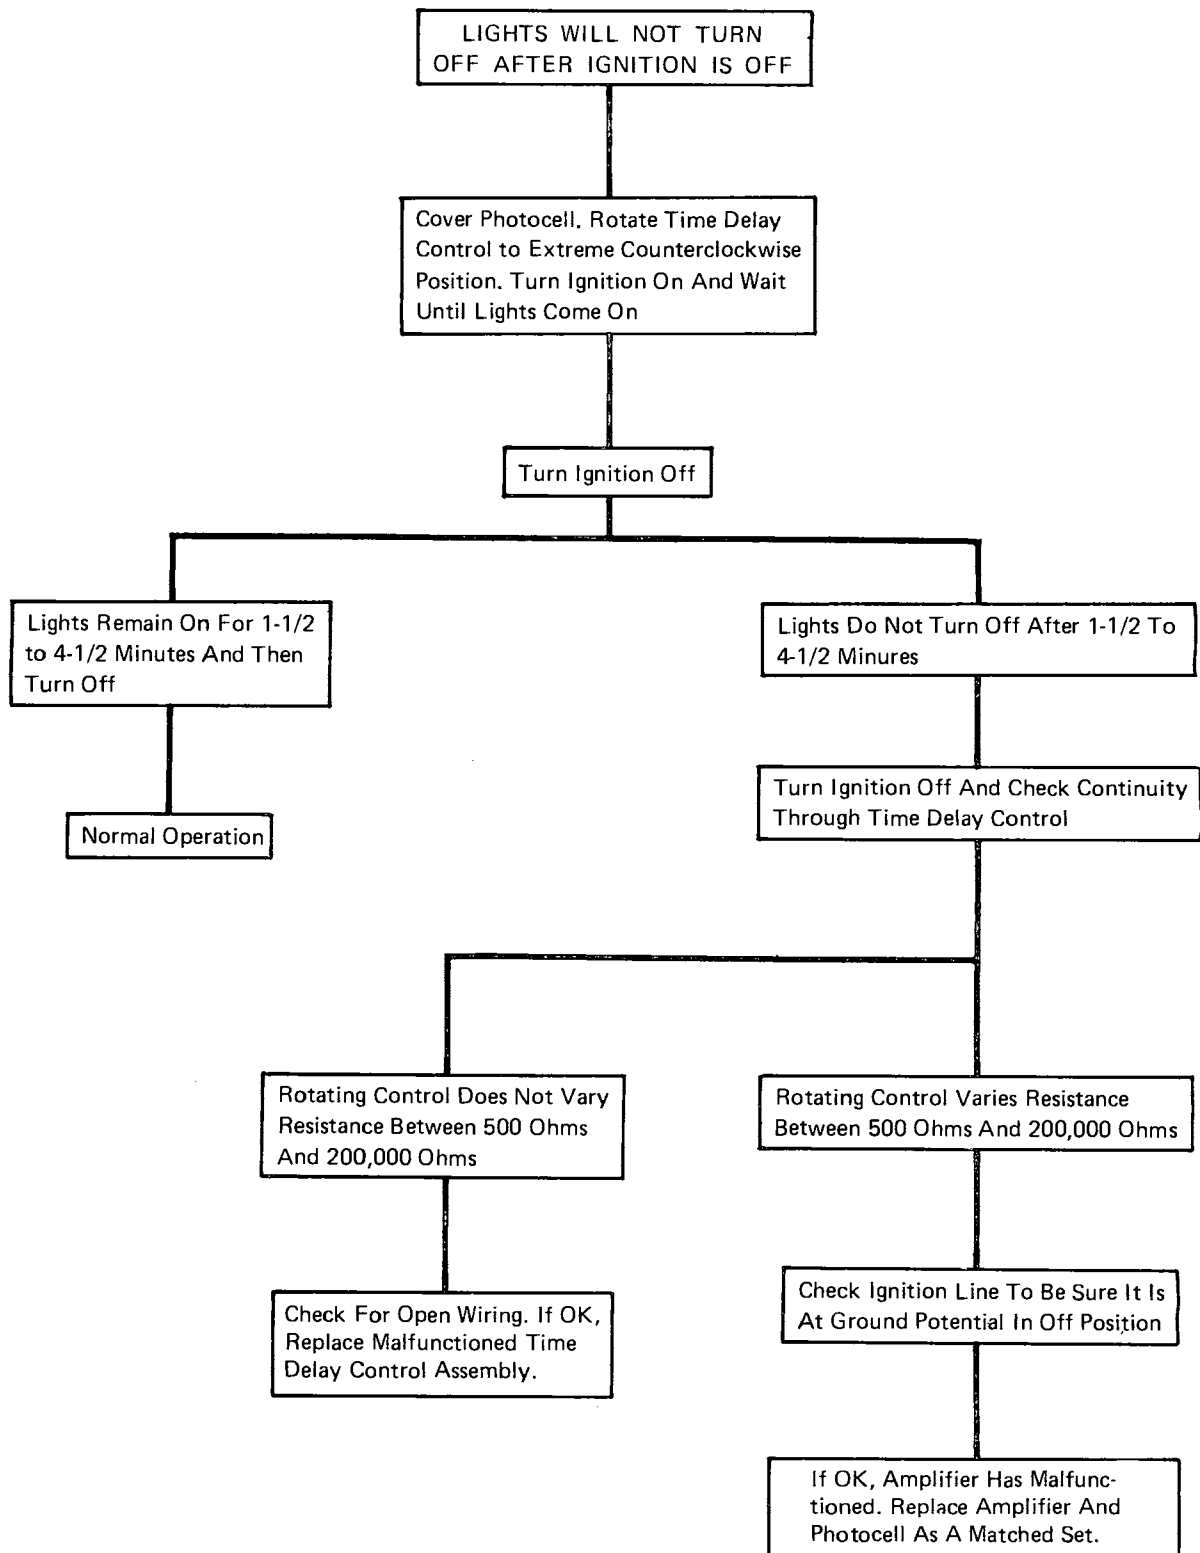 LIGHTS WILL NOT TURN
OFF AFTER IGNITION IS OFF
Cover Photocell. Rotate Time Delay
Control to Extreme Counterclockwise
Position. Turn Ignition On And Wait
Until Lights Come On
Turn Ignition Off
Lights Remain On For 1-1/2
to 4-1/2 Minutes And Then
Turn Off
Normal Operation
Lights Do Not Turn Off After 1-1/2 To
4-1/2 Minures
Turn Ignition Off And Check Continuity
Through Time Delay Control
Rotating Control Does Not Vary
Resistance Between 500 Ohms
And 200,000 Ohms
Check For Open Wiring. If OK,
Replace Malfunctioned Time
Delay Control Assembly.
Rotating Control Varies Resistance
Between 500 Ohms And 200,000 Ohms
Check Ignition Line To Be Sure It Is
At Ground Potential In Off Position
If OK, Amplifier Has Malfunc-
tioned. Replace Amplifier And
Photocell As A Matched Set.